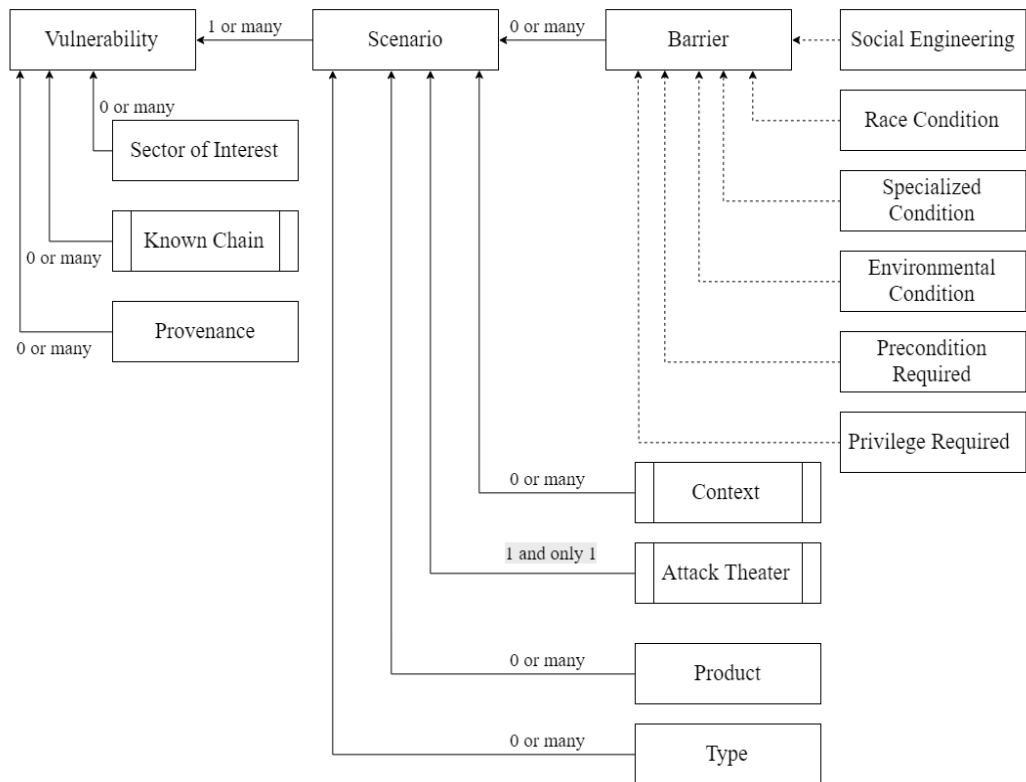 Vulnerability
1 or many
Scenario
0 or many
Barrier
Social Engineering
0 or many
Sector of Interest
Race Condition
Known Chain
0 or many
Specialized
Condition
Provenance
0 or many
Environmental
Condition
Precondition
Required
Privilege Required
0 or many
Context
1 and only 1
Attack Theater
0 or many
Product
0 or many
Type